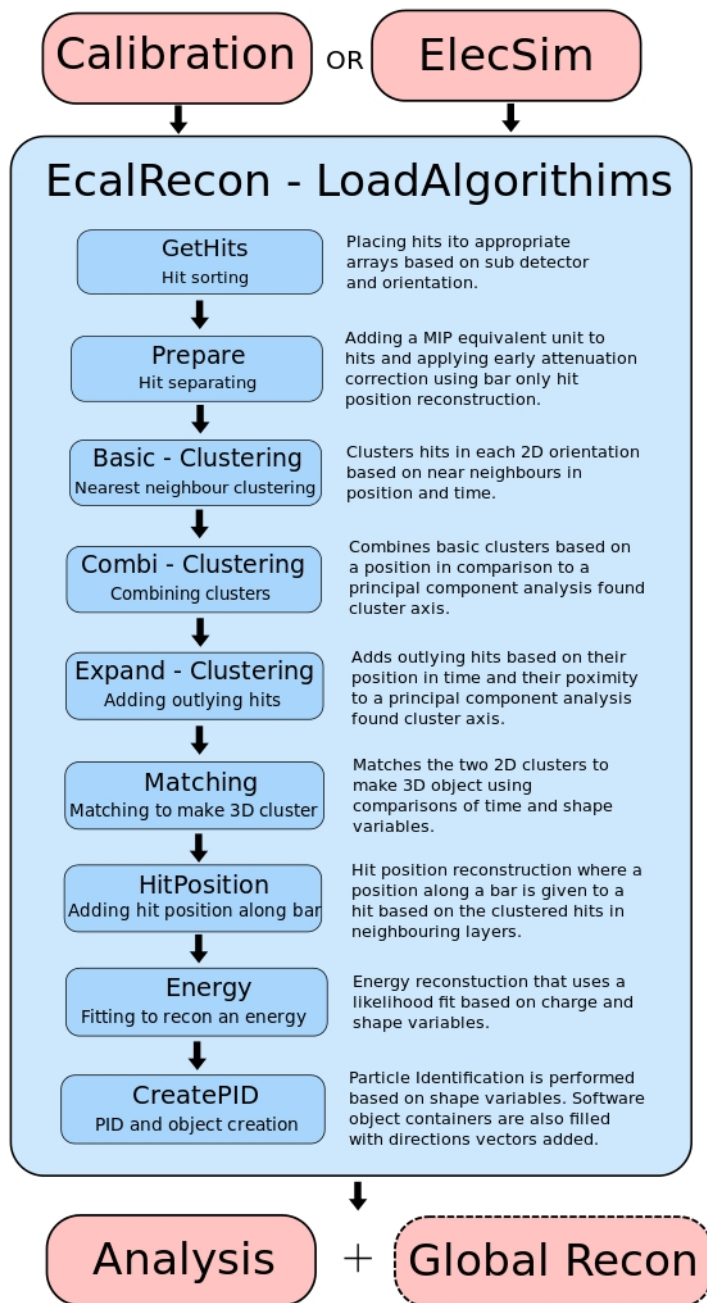 Calibration OR ElecSim
EcalRecon - LoadAlgorithims
GetHits
Hit sorting
Placing hits ito appropriate
arrays based on sub detector
and orientation.
Prepare
Hit separating
Adding a MIP equivalent unit to
hits and applying early attenuation
correction using bar only hit
position reconstruction.
Basic - Clustering
Nearest neighbour clustering
Clusters hits in each 2D orientation
based on near neighbours in
position and time.
Combi - Clustering
Combining clusters
Combines basic clusters based on
a position in comparison to a
principal component analysis found
cluster axis.
Expand - Clustering
Adding outlying hits
Adds outlying hits based on their
position in time and their poximity
to a principal component analysis
found cluster axis.
Matching
Matching to make 3D cluster
Matches the two 2D clusters to
make 3D object using
comparisons of time and shape
variables.
HitPosition
Adding hit position along bar
Hit position reconstruction where a
position along a bar is given to a
hit based on the clustered hits in
neighbouring layers.
Energy
Fitting to recon an energy
Energy reconstuction that uses a
likelihood fit based on charge and
shape variables.
CreatePID
PID and object creation
Particle Identification is performed
based on shape variables. Software
object containers are also filled
with directions vectors added.
Analysis + Global Recon